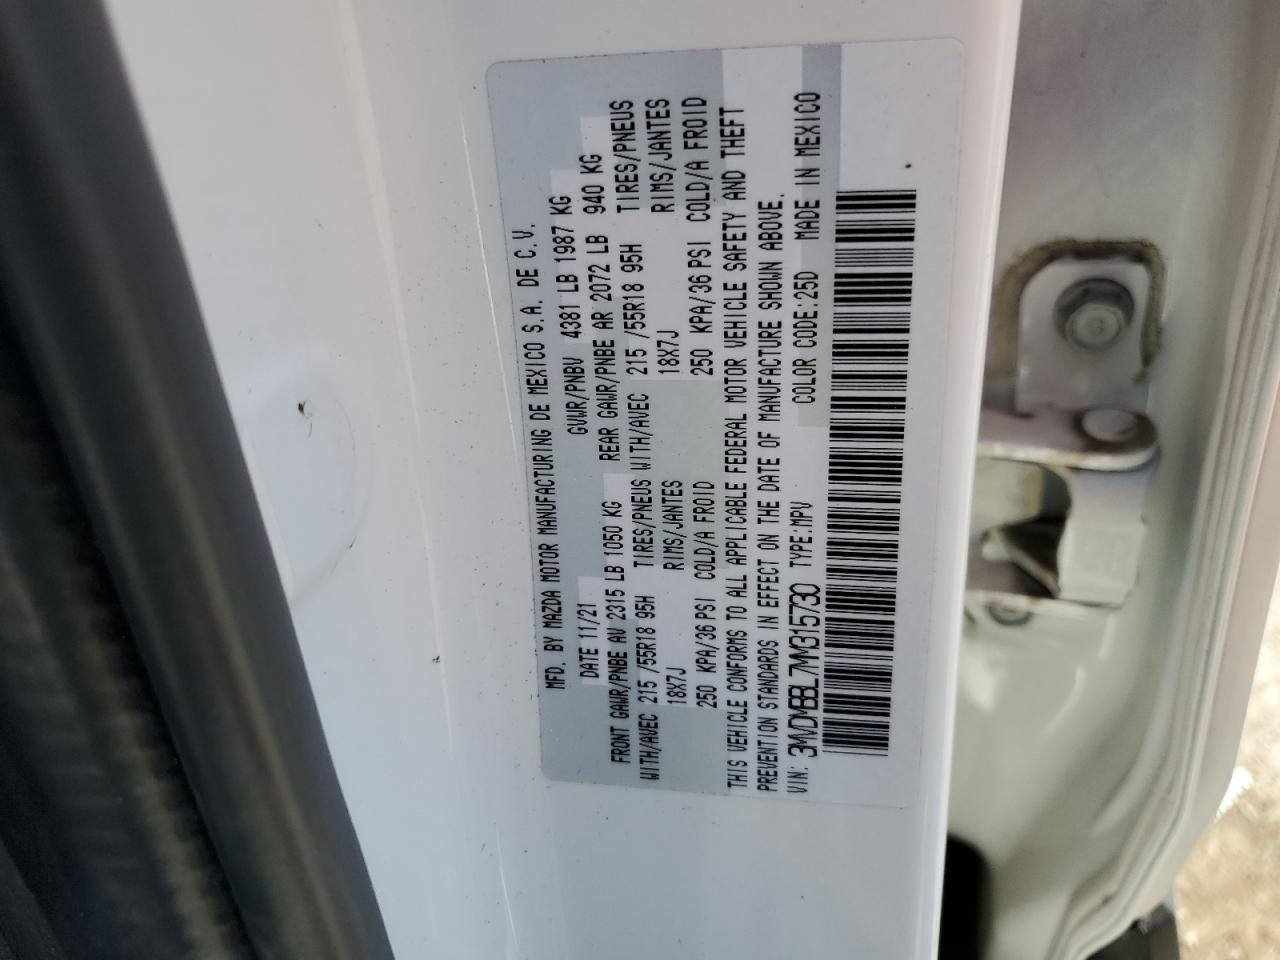 MFD. BY MAZDA MOTOR MANUFACTURING DE MEXICO S.A. DE C.V.
DATE 11/21 GVWR/PNBV 4381 LB 1987 KG
FRONT GAWR/PNBE AV 2315 LB 1050 KG REAR GAWR/PNBE AR 2072 LB 940 KG
WITH/AVEC 215 /55R18 95H TIRES/PNEUS WITH/AVEC 215 /55R18 95H TIRES/PNEUS
18X7J RIMS/JANTES 18X7J RIMS/JANTES
250 KPA/36 PSI COLD/A FROID 250 KPA/36 PSI COLD/A FROID
THIS VEHICLE CONFORMS TO ALL APPLICABLE FEDERAL MOTOR VEHICLE SAFETY AND THEFT
PREVENTION STANDARDS IN EFFECT ON THE DATE OF MANUFACTURE SHOWN ABOVE.
VIN: 3MVDMBBL7NM315730 TYPE:MPV COLOR CODE:25D MADE IN MEXICO